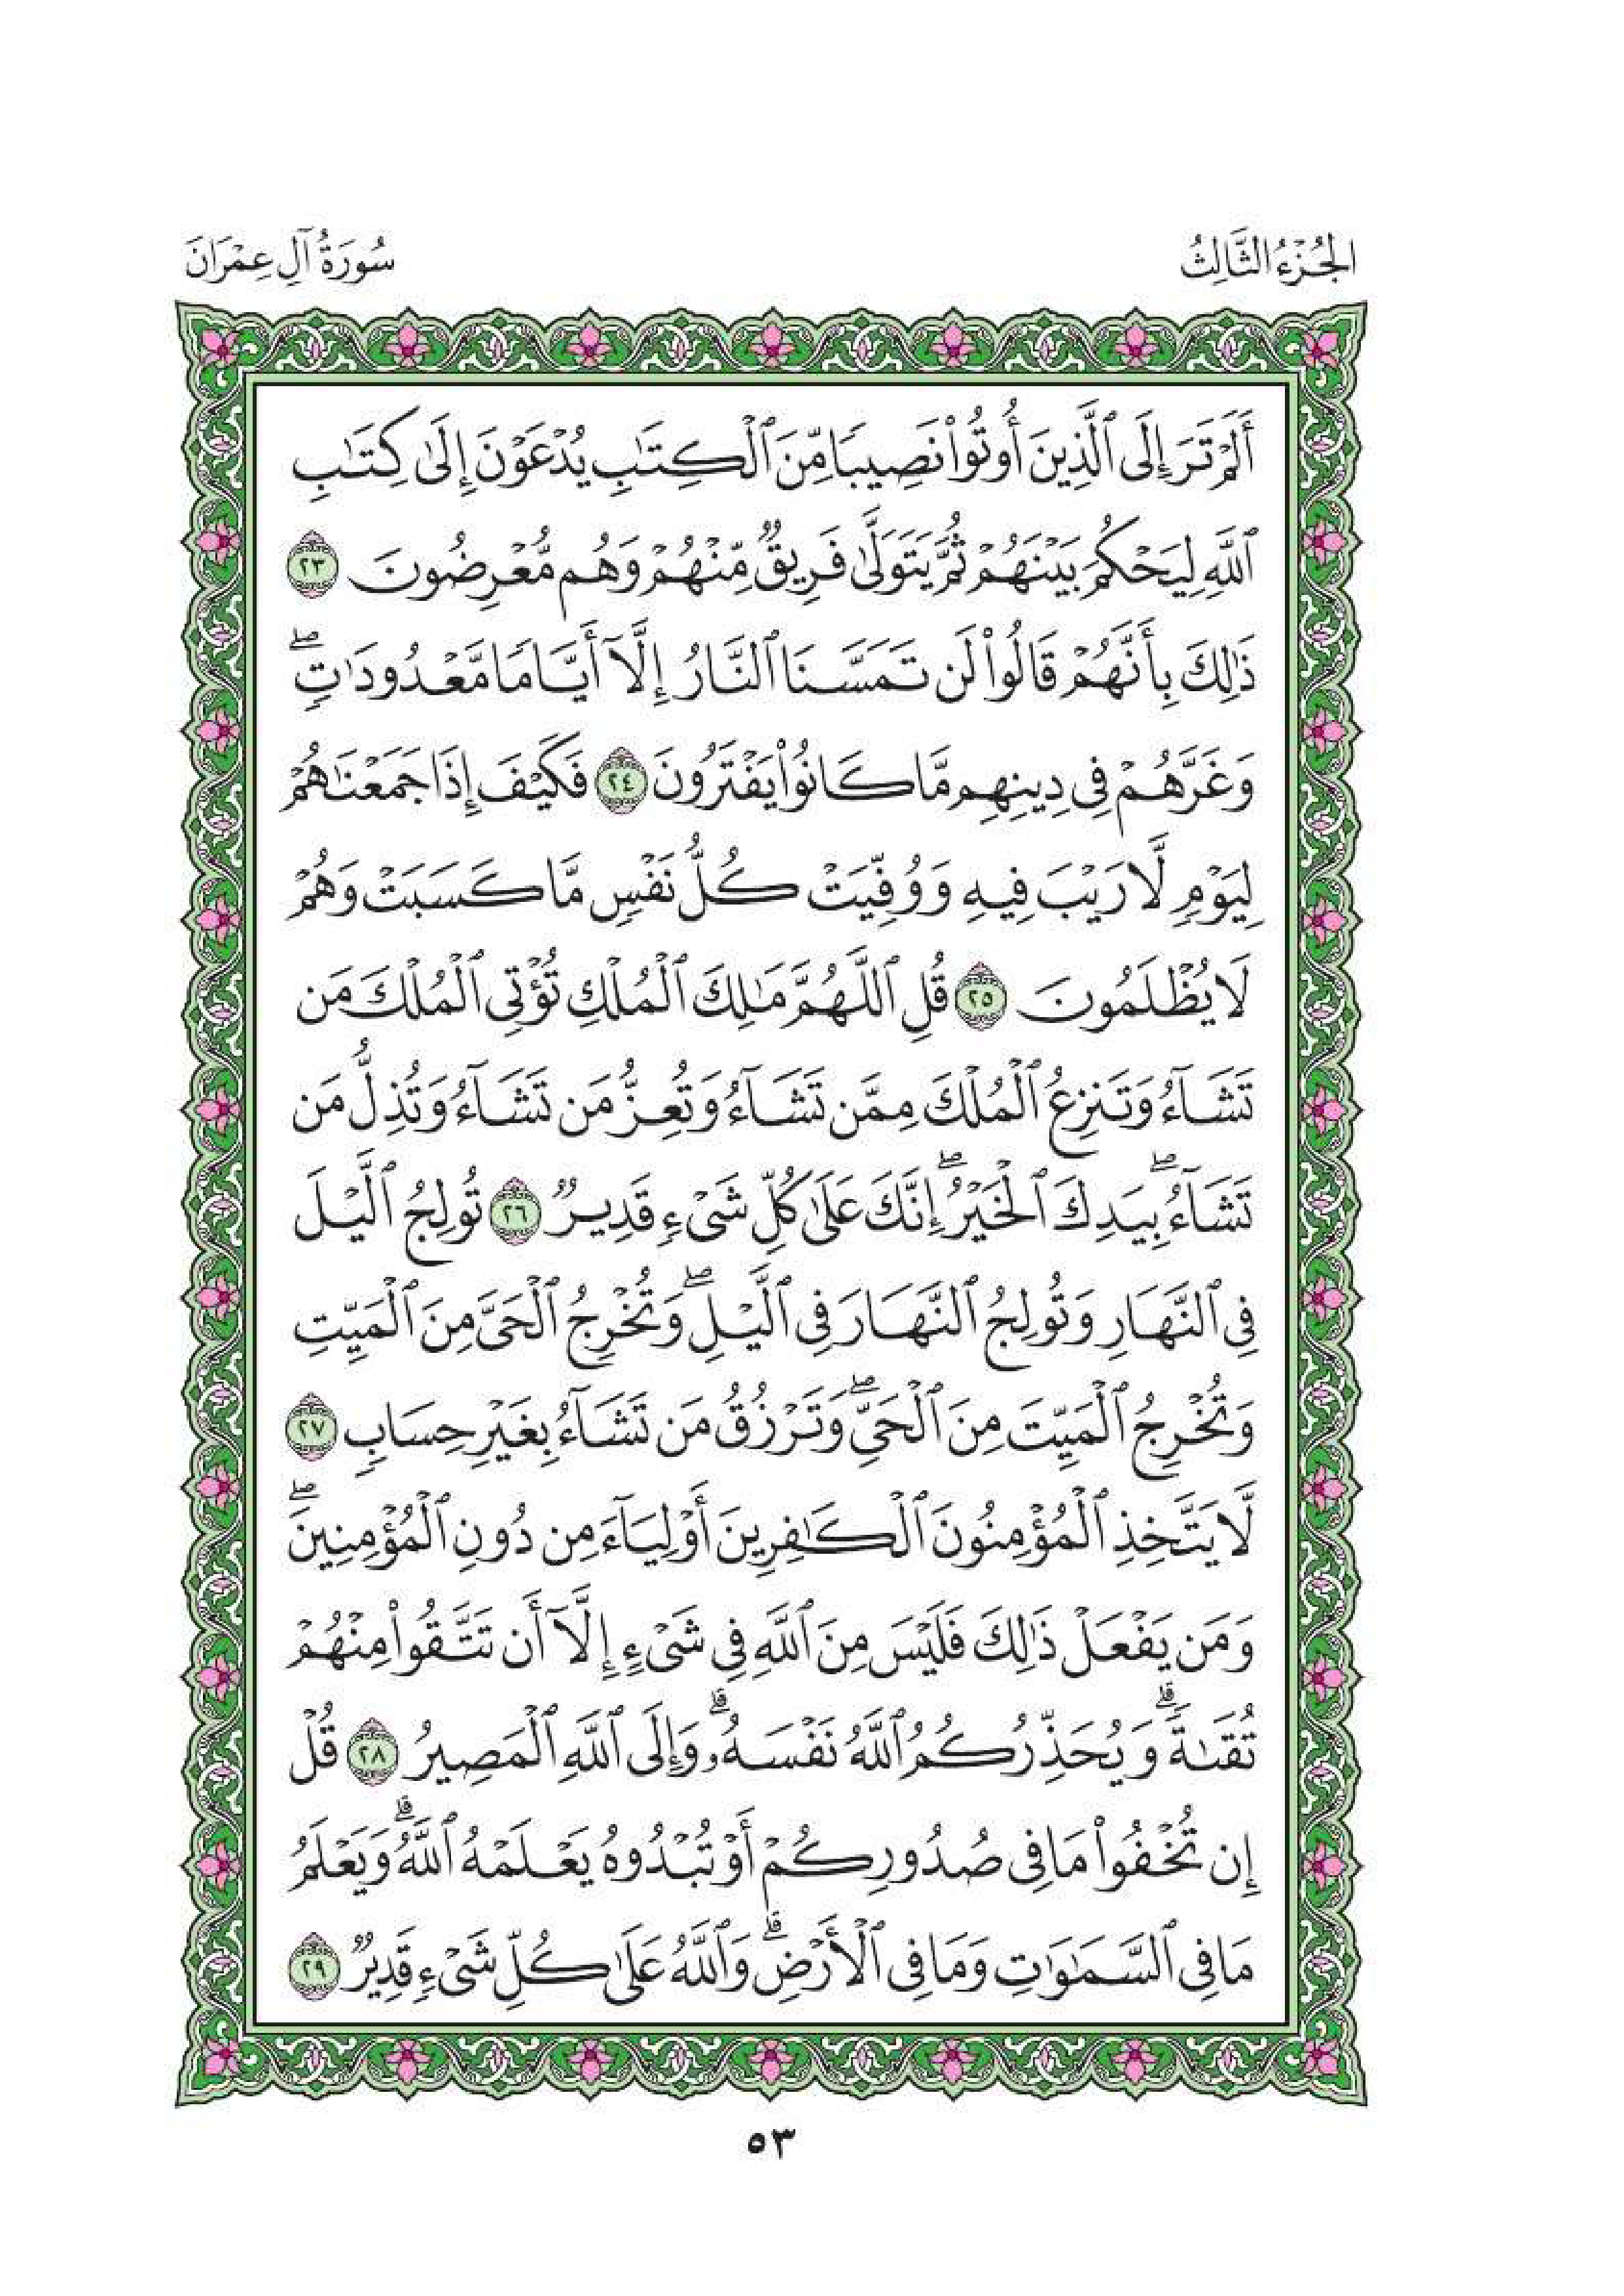 الجُزْءُ الثَّالِثُ
سُورَةُ آلِ عِمْرَانَ
أَلَمْ تَرَ إِلَى ٱلَّذِينَ أُوتُوا۟ نَصِيبًا مِّنَ ٱلْكِتَـٰبِ يُدْعَوْنَ إِلَىٰ كِتَـٰبِ
ٱللَّهِ لِيَحْكُمَ بَيْنَهُمْ ثُمَّ يَتَوَلَّىٰ فَرِيقٌ مِّنْهُمْ وَهُم مُّعْرِضُونَ ٢٣
ذَٰلِكَ بِأَنَّهُمْ قَالُوا۟ لَن تَمَسَّنَا ٱلنَّارُ إِلَّآ أَيَّامًا مَّعْدُودَٰتٍ ۖ
وَغَرَّهُمْ فِى دِينِهِم مَّا كَانُوا۟ يَفْتَرُونَ ٢٤ فَكَيْفَ إِذَا جَمَعْنَـٰهُمْ
لِيَوْمٍ لَّا رَيْبَ فِيهِ وَوُفِّيَتْ كُلُّ نَفْسٍ مَّا كَسَبَتْ وَهُمْ
لَا يُظْلَمُونَ ٢٥ قُلِ ٱللَّهُمَّ مَـٰلِكَ ٱلْمُلْكِ تُؤْتِى ٱلْمُلْكَ مَن
تَشَآءُ وَتَنزِعُ ٱلْمُلْكَ مِمَّن تَشَآءُ وَتُعِزُّ مَن تَشَآءُ وَتُذِلُّ مَن
تَشَآءُ ۖ بِيَدِكَ ٱلْخَيْرُ ۖ إِنَّكَ عَلَىٰ كُلِّ شَىْءٍ قَدِيرٌ ٢٦ تُولِجُ ٱلَّيْلَ
فِى ٱلنَّهَارِ وَتُولِجُ ٱلنَّهَارَ فِى ٱلَّيْلِ ۖ وَتُخْرِجُ ٱلْحَىَّ مِنَ ٱلْمَيِّتِ
وَتُخْرِجُ ٱلْمَيِّتَ مِنَ ٱلْحَىِّ ۖ وَتَرْزُقُ مَن تَشَآءُ بِغَيْرِ حِسَابٍ ٢٧
لَّا يَتَّخِذِ ٱلْمُؤْمِنُونَ ٱلْكَـٰفِرِينَ أَوْلِيَآءَ مِن دُونِ ٱلْمُؤْمِنِينَ ۖ
وَمَن يَفْعَلْ ذَٰلِكَ فَلَيْسَ مِنَ ٱللَّهِ فِى شَىْءٍ إِلَّآ أَن تَتَّقُوا۟ مِنْهُمْ
تُقَىٰةً ۗ وَيُحَذِّرُكُمُ ٱللَّهُ نَفْسَهُۥ ۗ وَإِلَى ٱللَّهِ ٱلْمَصِيرُ ٢٨ قُلْ
إِن تُخْفُوا۟ مَا فِى صُدُورِكُمْ أَوْ تُبْدُوهُ يَعْلَمْهُ ٱللَّهُ ۗ وَيَعْلَمُ
مَا فِى ٱلسَّمَـٰوَٰتِ وَمَا فِى ٱلْأَرْضِ ۗ وَٱللَّهُ عَلَىٰ كُلِّ شَىْءٍ قَدِيرٌ ٢٩
٥٣